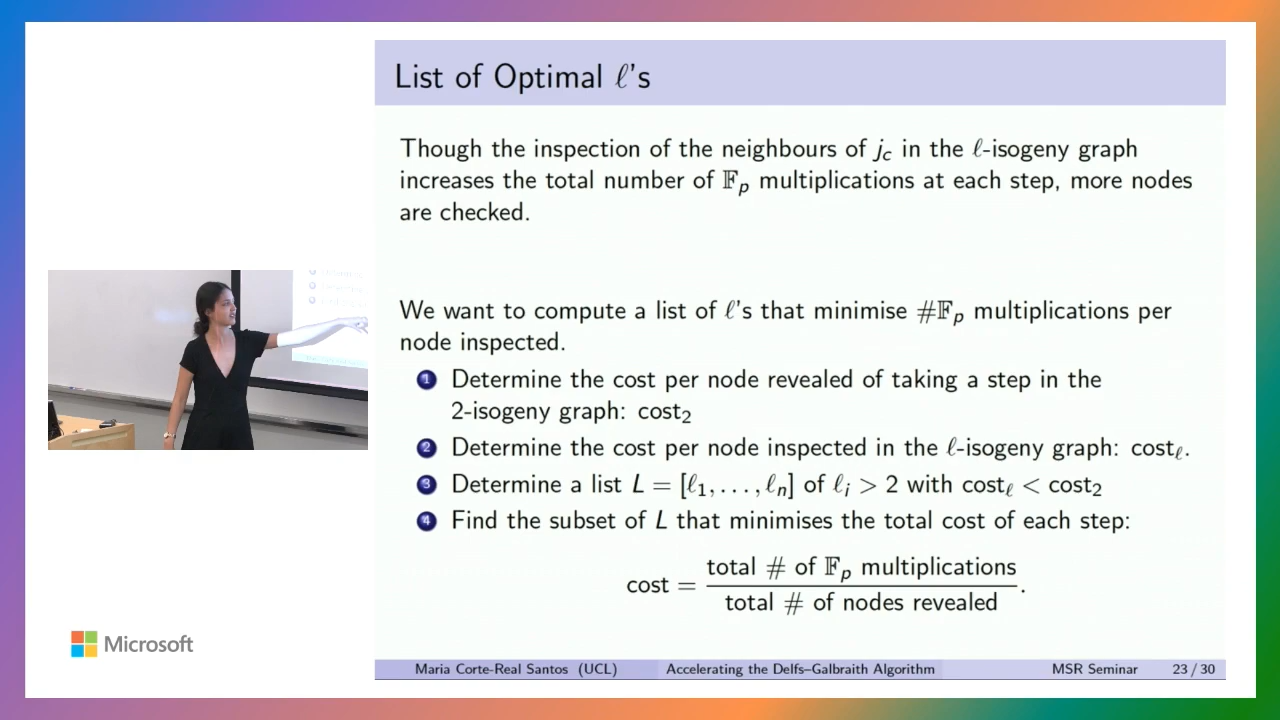 List of Optimal ℓ's
Though the inspection of the neighbours of j_c in the ℓ-isogeny graph
increases the total number of 𝔽_p multiplications at each step, more nodes
are checked.
We want to compute a list of ℓ's that minimise #𝔽_p multiplications per
node inspected.
1 Determine the cost per node revealed of taking a step in the
2-isogeny graph: cost₂
2 Determine the cost per node inspected in the ℓ-isogeny graph: cost_ℓ.
3 Determine a list L = [ℓ₁, . . . , ℓ_n] of ℓ_i > 2 with cost_ℓ < cost₂
4 Find the subset of L that minimises the total cost of each step:
cost = total # of 𝔽_p multiplications / total # of nodes revealed .
Microsoft
Maria Corte-Real Santos (UCL) Accelerating the Delfs–Galbraith Algorithm MSR Seminar 23 / 30